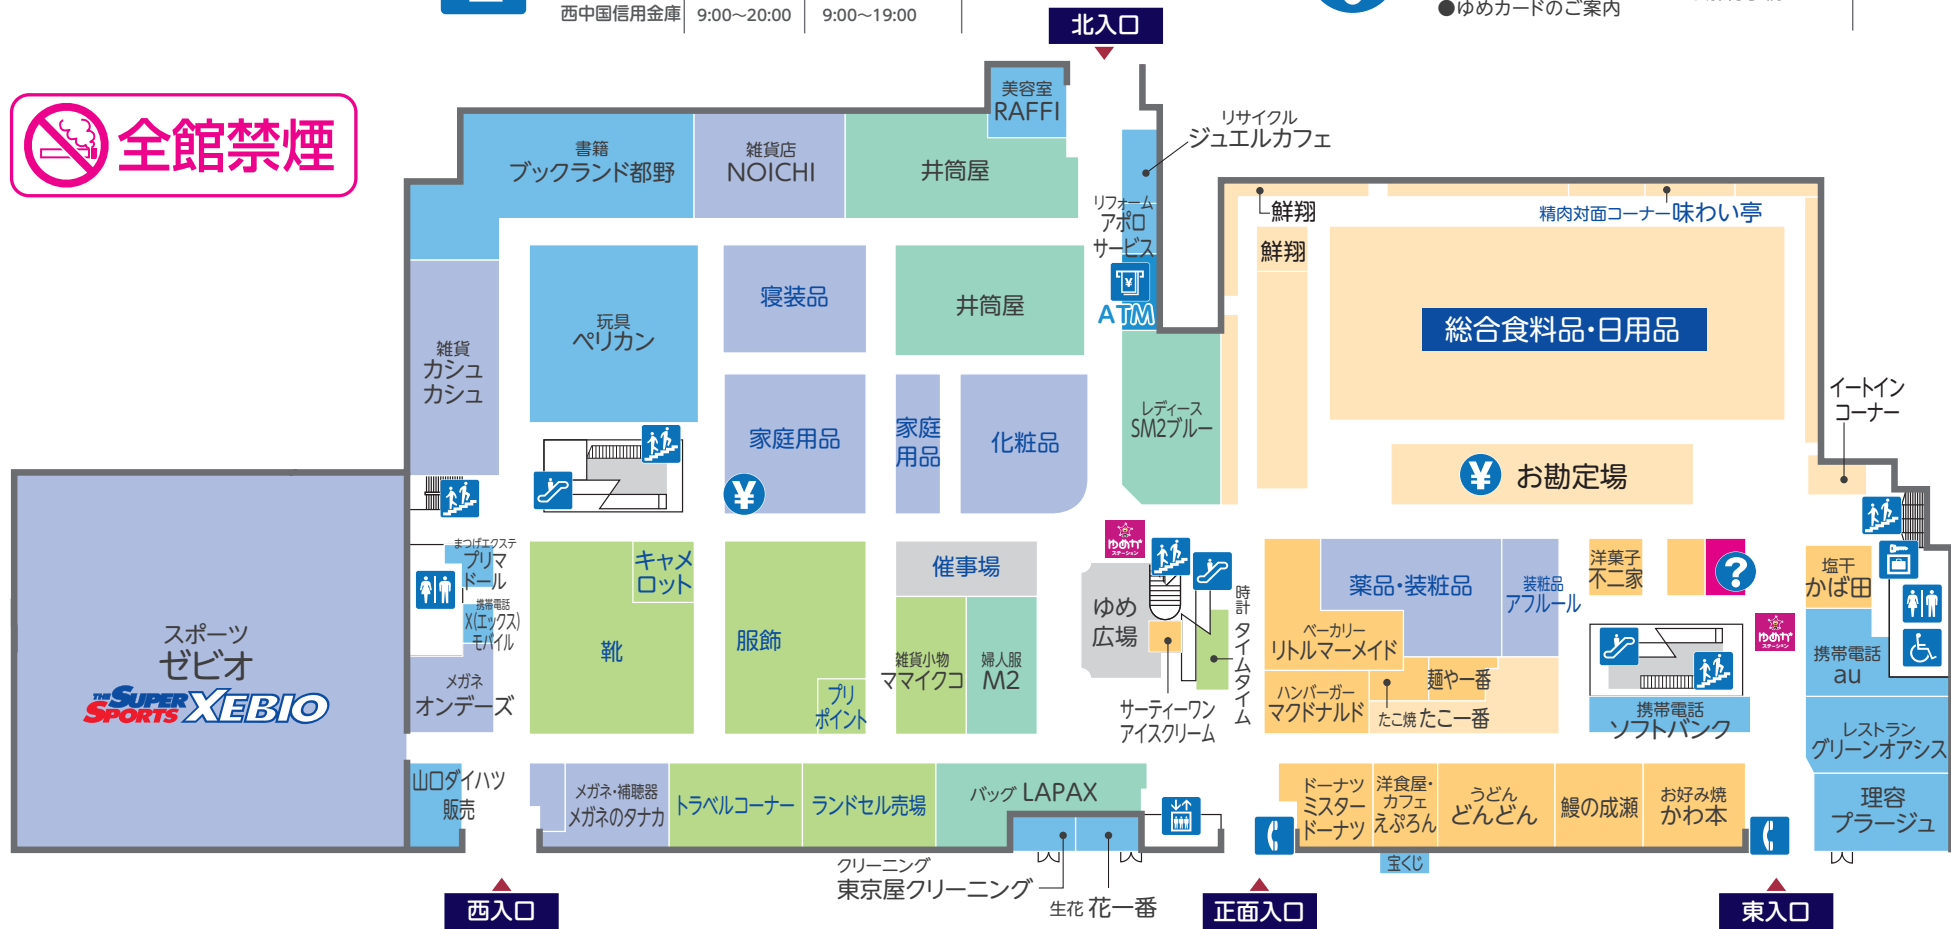 西中国信用金庫 9:00~20:00 9:00~19:00
●ゆめカードのご案内
北入口
全館禁煙
美容室
RAFFI
リサイクル
ジュエルカフェ
書籍
ブックランド都野
雑貨店
NOICHI
井筒屋
リフォーム
アポロ
サービス
ATM
鮮翔
鮮翔
精肉対面コーナー 味わい亭
総合食料品・日用品
寝装品
井筒屋
玩具
ペリカン
雑貨
カシュ
カシュ
家庭用品
家庭
用品
化粧品
レディース
SM2ブルー
イートイン
コーナー
¥
¥ お勘定場
まつげエクステ
プリマ
ドール
携帯電話
X(エックス)
モバイル
メガネ
オンデーズ
スポーツ
ゼビオ
THE SUPER
SPORTS XEBIO
キャメ
ロット
靴
服飾
プリ
ポイント
催事場
雑貨小物
ママイクコ
婦人服
M2
ゆめか
ステーション
ゆめ
広場
時計 タイムタイム
サーティーワン
アイスクリーム
薬品・装粧品
装粧品
アフルール
ベーカリー
リトルマーメイド
ハンバーガー
マクドナルド
麺や一番
たこ焼 たこ一番
洋菓子
不二家
?
ゆめか
ステーション
携帯電話
ソフトバンク
塩干
かば田
携帯電話
au
レストラン
グリーンオアシス
理容
プラージュ
山口ダイハツ
販売
メガネ・補聴器
メガネのタナカ
トラベルコーナー
ランドセル売場
バッグ LAPAX
ドーナツ
ミスター
ドーナツ
洋食屋・
カフェ
えぷろん
うどん
どんどん
鰻の成瀬
お好み焼
かわ本
宝くじ
クリーニング
東京屋クリーニング
生花 花一番
西入口
正面入口
東入口